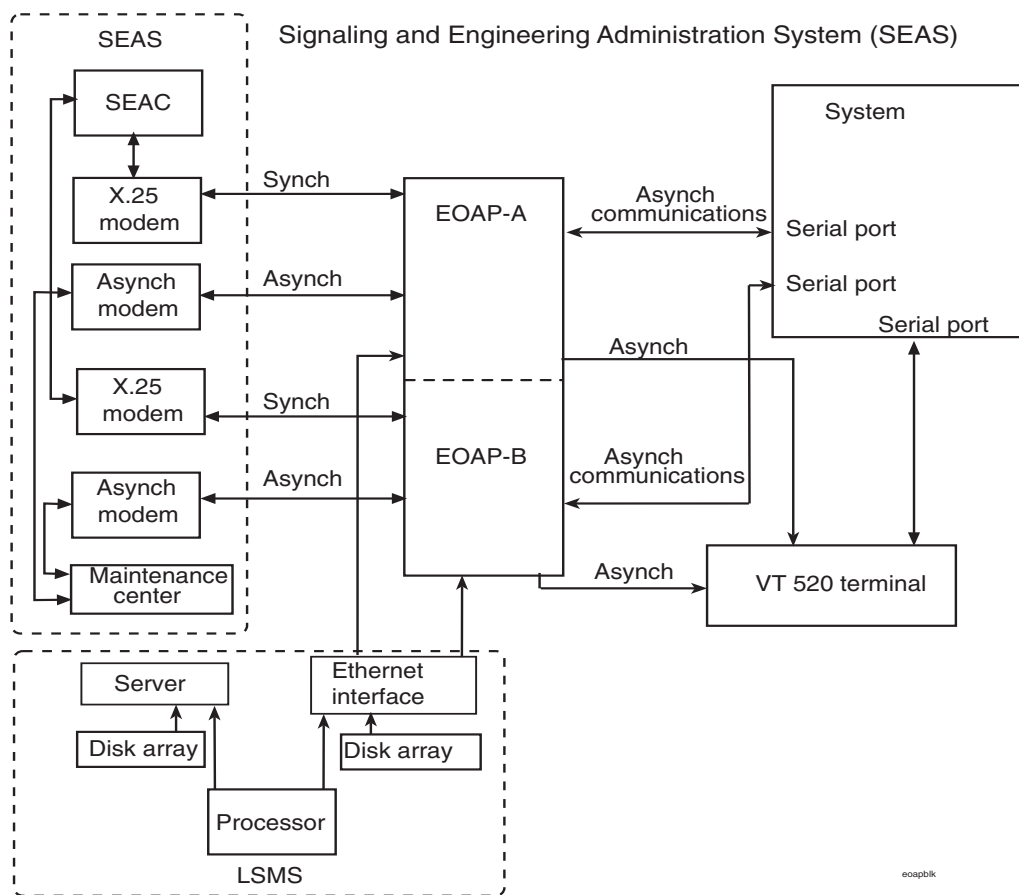 SEAS
Signaling and Engineering Administration System (SEAS)
SEAC
System
X.25
modem
Synch
EOAP-A
Asynch
communications
Serial port
Asynch
modem
Asynch
Serial port
Serial port
Asynch
X.25
modem
Synch
EOAP-B
Asynch
communications
Asynch
modem
Asynch
Maintenance
center
Asynch
VT 520 terminal
Server
Ethernet
interface
Disk array
Disk array
Processor
LSMS
eoapblk